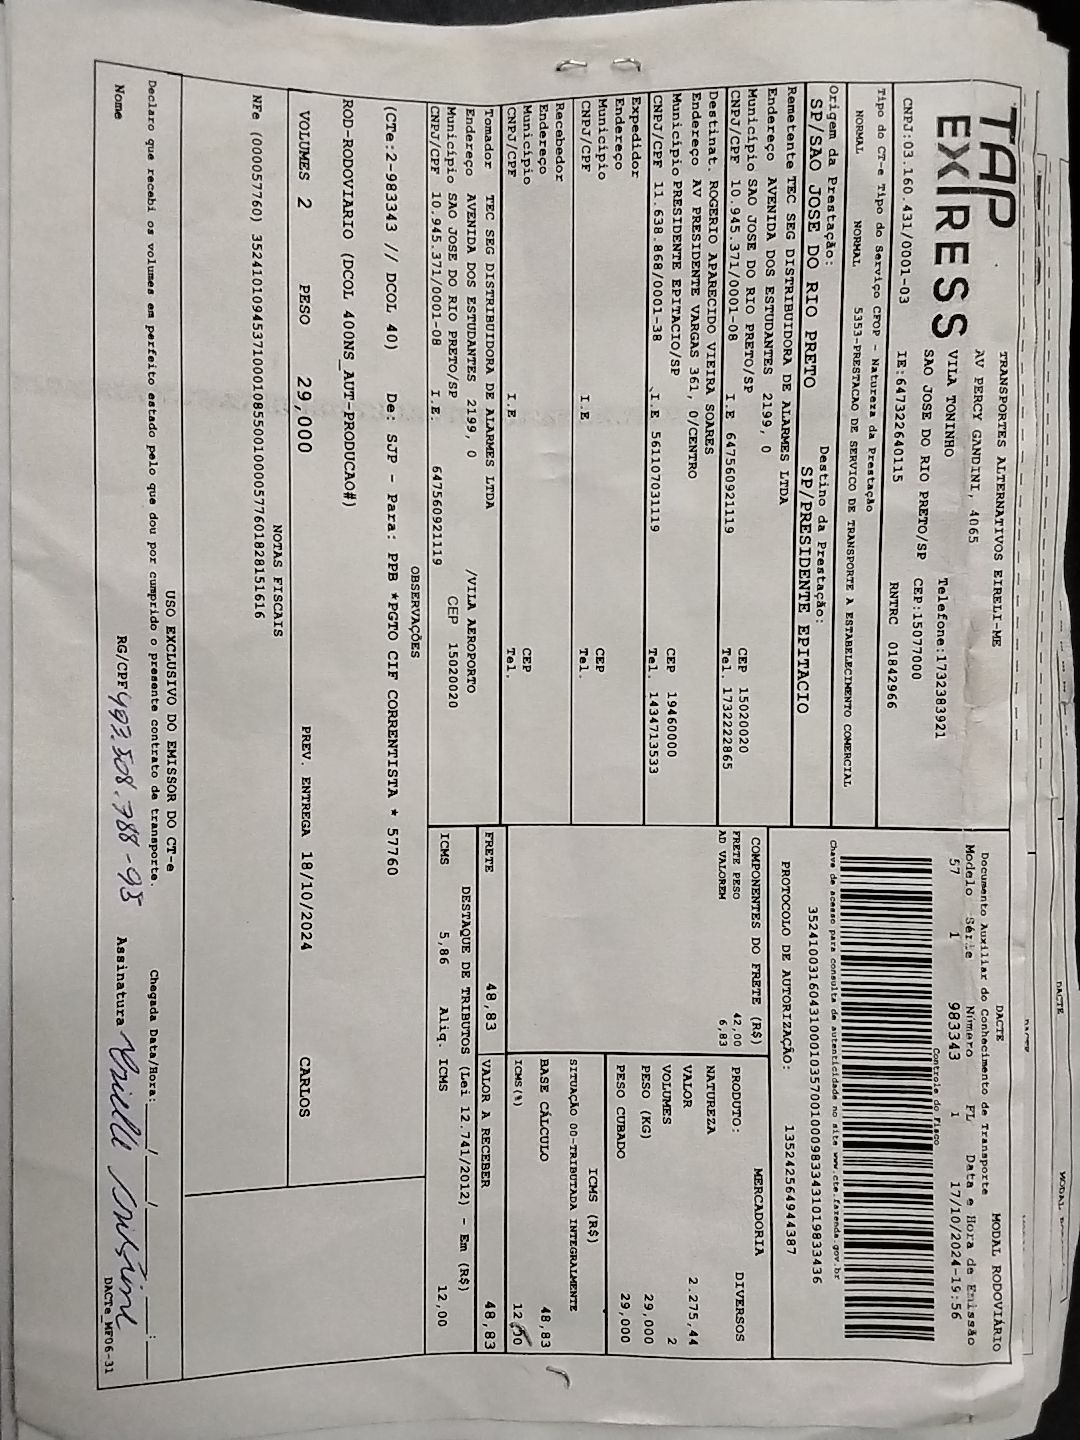 TAP
EXPRESS
TRANSPORTES ALTERNATIVOS EIRELI-ME
AV PERCY GANDINI, 4065
VILA TONINHO Telefone:1732383921
SAO JOSE DO RIO PRETO/SP CEP:15077000
CNPJ:03.160.431/0001-03 IE:647322640115 RNTRC 01842966
DACTE MODAL RODOVIÁRIO
Documento Auxiliar do Conhecimento de Transporte
Modelo Série Número FL Data e Hora de Emissão
57 1 983343 1 17/10/2024-19:56
Controle do Fisco
Chave de acesso para consulta de autenticidade no site www.cte.fazenda.gov.br
35241003160431000103570010009833431019833436
PROTOCOLO DE AUTORIZAÇÃO: 135242564944387
Tipo do CT-e Tipo do Serviço CFOP - Natureza da Prestação
NORMAL NORMAL 5353-PRESTACAO DE SERVICO DE TRANSPORTE A ESTABELECIMENTO COMERCIAL
Origem da Prestação: Destino da Prestação:
SP/SAO JOSE DO RIO PRETO SP/PRESIDENTE EPITACIO
Remetente TEC SEG DISTRIBUIDORA DE ALARMES LTDA
Endereço AVENIDA DOS ESTUDANTES 2199, 0
Município SAO JOSE DO RIO PRETO/SP CEP 15020020
CNPJ/CPF 10.945.371/0001-08 I.E 647560921119 Tel. 1732222865
Destinat. ROGERIO APARECIDO VIEIRA SOARES
Endereço AV PRESIDENTE VARGAS 361, 0/CENTRO
Município PRESIDENTE EPITACIO/SP CEP 19460000
CNPJ/CPF 11.638.868/0001-38 I.E 561107031119 Tel. 1434713533
Expedidor
Endereço
Município CEP
CNPJ/CPF I.E Tel.
Recebedor
Endereço
Município CEP
CNPJ/CPF I.E Tel.
Tomador TEC SEG DISTRIBUIDORA DE ALARMES LTDA
Endereço AVENIDA DOS ESTUDANTES 2199, 0 /VILA AEROPORTO
Município SAO JOSE DO RIO PRETO/SP CEP 15020020
CNPJ/CPF 10.945.371/0001-08 I.E. 647560921119
COMPONENTES DO FRETE (R$)
FRETE PESO 42,00
AD VALOREM 6,83
MERCADORIA
PRODUTO: DIVERSOS
NATUREZA
VALOR 2.275,44
VOLUMES 2
PESO (KG) 29,000
PESO CUBADO 29,000
ICMS (R$)
SITUAÇÃO 00-TRIBUTADA INTEGRALMENTE
BASE CÁLCULO 48,83
ICMS(%) 12,00
FRETE 48,83 VALOR A RECEBER 48,83
DESTAQUE DE TRIBUTOS (Lei 12.741/2012) - Em (R$)
ICMS 5,86 Aliq. ICMS 12,00
OBSERVAÇÕES
(CTe:2-983343 // DCOL 40) De: SJP - Para: PPB *PGTO CIF CORRENTISTA * 57760
ROD-RODOVIARIO (DCOL 400NS_AUT-PRODUCAO#)
VOLUMES 2 PESO 29,000 PREV. ENTREGA 18/10/2024 CARLOS
NOTAS FISCAIS
NFe (000057760) 35241010945371000108550010000577601828151616
USO EXCLUSIVO DO EMISSOR DO CT-e
Declaro que recebi os volumes em perfeito estado pelo que dou por cumprido o presente contrato de transporte. Chegada Data/Hora: ____/____/____ ____:____
Nome RG/CPF 493.508.788-95 Assinatura
DACTe_MF06-31
DACTE